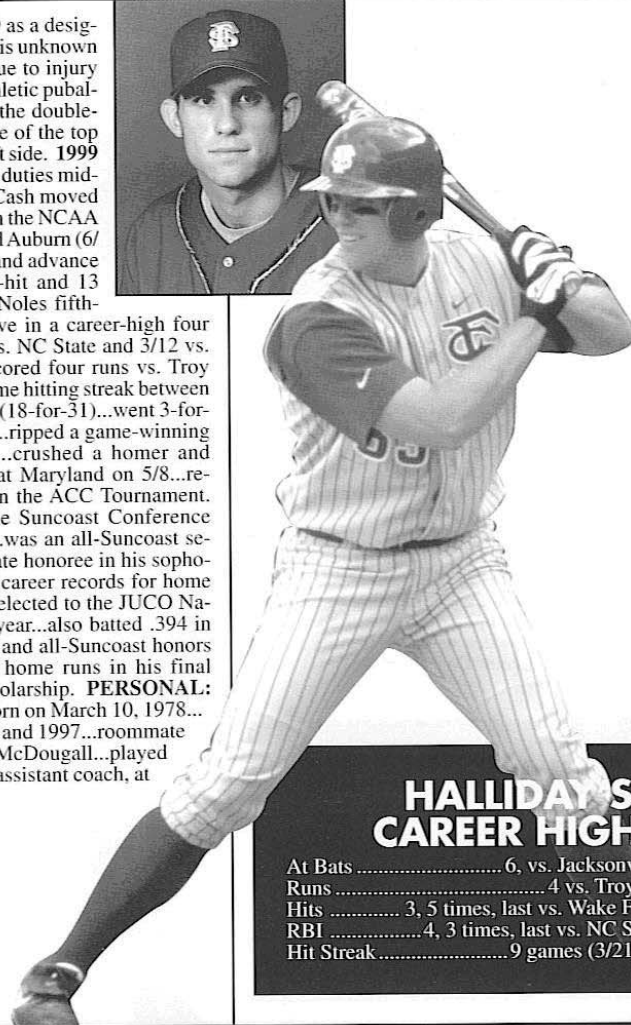 as a desig-
is unknown
ue to injury
letic pubal-
the double-
e of the top
t side. 1999
duties mid-
Cash moved
n the NCAA
l Auburn (6/
nd advance
-hit and 13
Noles fifth-
ve in a career-high four
s. NC State and 3/12 vs.
cored four runs vs. Troy
me hitting streak between
(18-for-31)...went 3-for-
..ripped a game-winning
...crushed a homer and
at Maryland on 5/8...re-
n the ACC Tournament.
e Suncoast Conference
..was an all-Suncoast se-
ate honoree in his sopho-
career records for home
elected to the JUCO Na-
year...also batted .394 in
and all-Suncoast honors
home runs in his final
olarship. PERSONAL:
orn on March 10, 1978...
and 1997...roommate
McDougall...played
assistant coach, at
HALLIDAY S
CAREER HIGH
At Bats ............................ 6, vs. Jacksonv
Runs ........................................ 4 vs. Troy
Hits ............. 3, 5 times, last vs. Wake F
RBI .................4, 3 times, last vs. NC S
Hit Streak.........................9 games (3/21